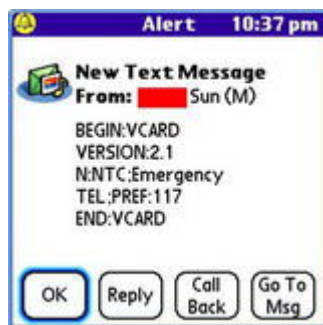 Alert 10:37 pm
New Text Message
From: Sun (M)
BEGIN:VCARD
VERSION:2.1
N:NTC;Emergency
TEL;PREF:117
END:VCARD
OK Reply Call Back Go To Msg